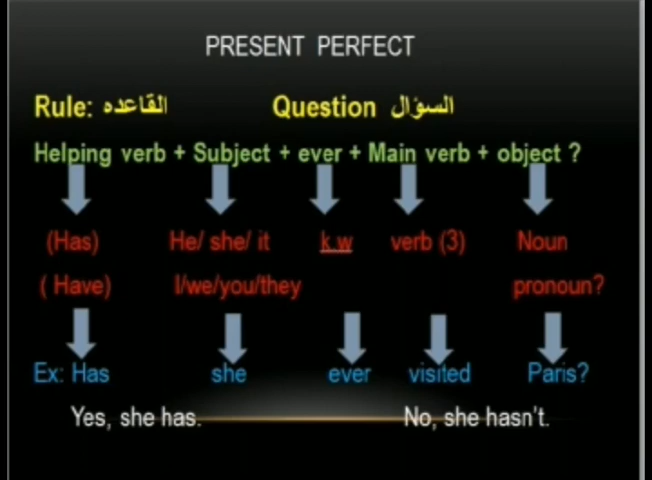 PRESENT PERFECT
Rule: القاعده Question السؤال
Helping verb + Subject + ever + Main verb + object ?
(Has) He/ she/ it k.w verb (3) Noun
( Have) I/we/you/they pronoun?
Ex: Has she ever visited Paris?
Yes, she has. No, she hasn't.